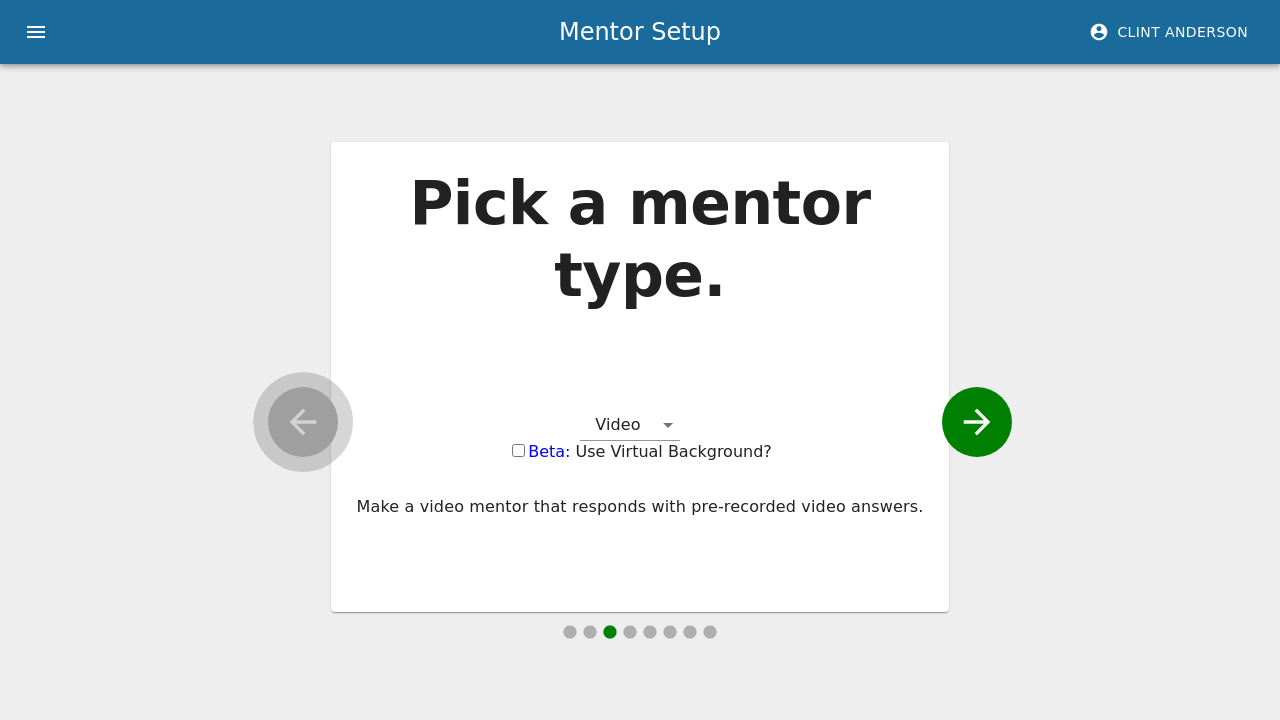 Mentor Setup
CLINT ANDERSON
Pick a mentor
type.
Video
Beta: Use Virtual Background?
Make a video mentor that responds with pre-recorded video answers.